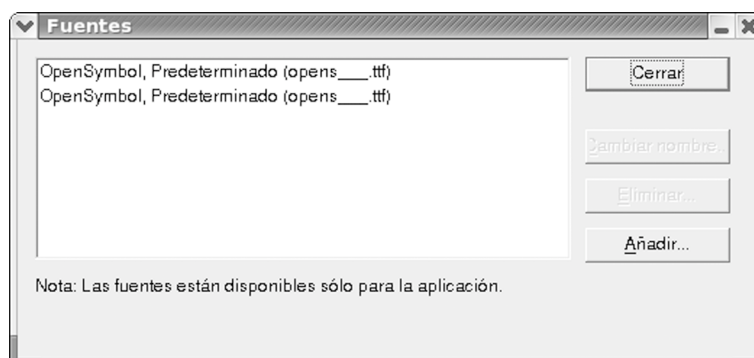 Fuentes
OpenSymbol, Predeterminado (opens___.ttf)
OpenSymbol, Predeterminado (opens___.ttf)
Cerrar
Cambiar nombre...
Eliminar...
Añadir...
Nota: Las fuentes están disponibles sólo para la aplicación.